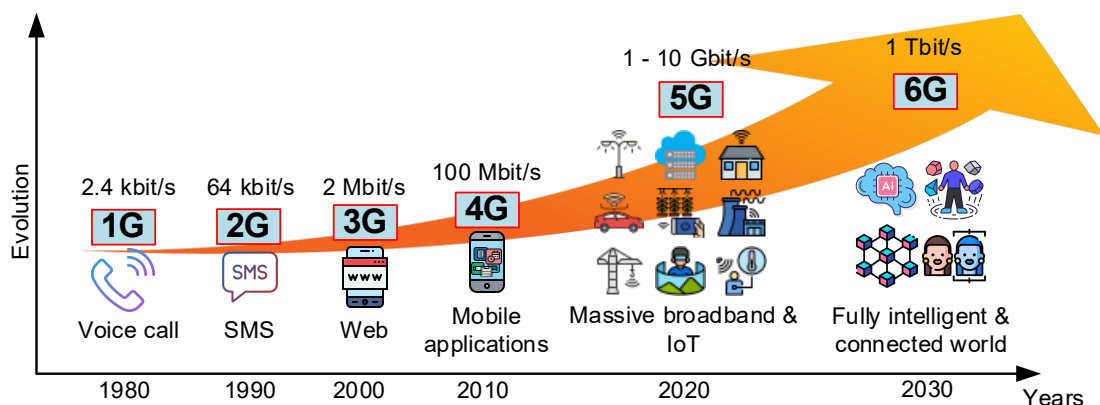 Evolution
2.4 kbit/s
1G
Voice call
1980
64 kbit/s
2G
SMS
SMS
1990
2 Mbit/s
3G
www
Web
2000
100 Mbit/s
4G
Mobile
applications
2010
1 - 10 Gbit/s
5G
Massive broadband &
IoT
2020
1 Tbit/s
6G
AI
Fully intelligent &
connected world
2030
Years